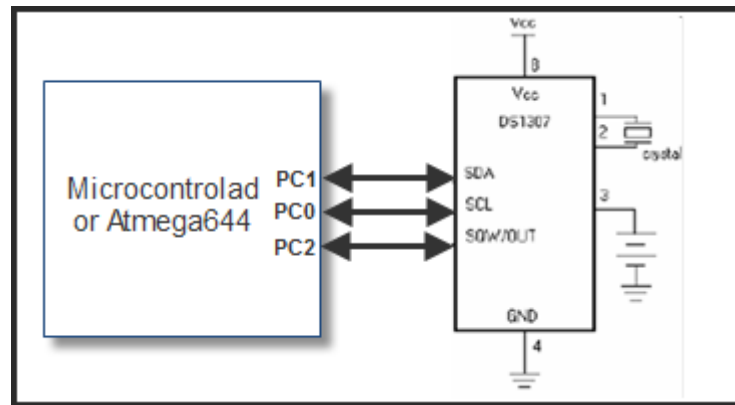 Vcc
8
Vcc
DS1307
1
2
crystal
Microcontrolad
or Atmega644
PC1
PC0
PC2
SDA
SCL
SQW/OUT
3
GND
4